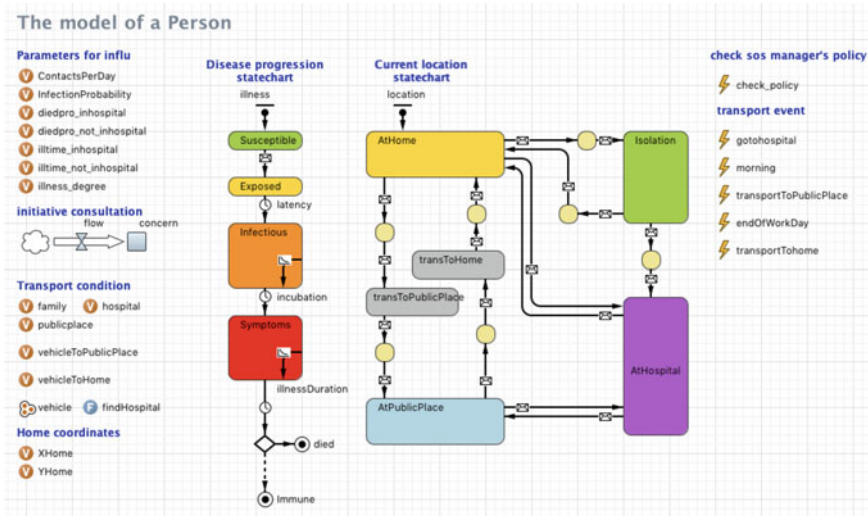 The model of a Person
Parameters for influ
ContactsPerDay
InfectionProbability
diedpro_inhospital
diedpro_not_inhospital
illtime_inhospital
illtime_not_inhospital
illness_degree
initiative consultation
flow
concern
Transport condition
family
hospital
publicplace
vehicleToPublicPlace
vehicleToHome
vehicle
findHospital
Home coordinates
XHome
YHome
Disease progression
statechart
illness
Susceptible
Exposed
latency
Infectious
incubation
Symptoms
illnessDuration
died
Immune
Current location
statechart
location
AtHome
Isolation
transToHome
transToPublicPlace
AtHospital
AtPublicPlace
check sos manager's policy
check_policy
transport event
gotohospital
morning
transportToPublicPlace
endOfWorkDay
transportTohome